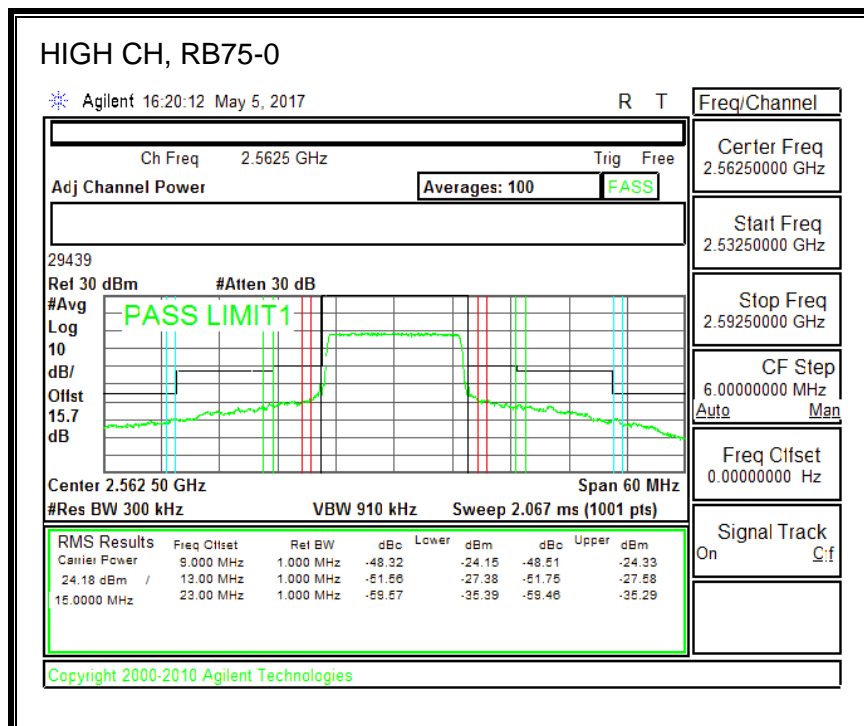 HIGH CH, RB75-0
Agilent 16:20:12 May 5, 2017 R T
Freq/Channel
Ch Freq 2.5625 GHz Trig Free
Adj Channel Power Averages: 100 PASS
Center Freq
2.56250000 GHz
Start Freq
2.53250000 GHz
Stop Freq
2.59250000 GHz
CF Step
6.00000000 MHz
Auto Man
Freq Offset
0.00000000 Hz
Signal Track
On Off
29439
Ref 30 dBm #Atten 30 dB
#Avg
Log
10
dB/
Offst
15.7
dB
PASS LIMIT1
Center 2.562 50 GHz Span 60 MHz
#Res BW 300 kHz VBW 910 kHz Sweep 2.067 ms (1001 pts)
RMS Results Freq Offset Ref BW dBc Lower dBm dBc Upper dBm
Carrier Power 9.000 MHz 1.000 MHz -48.32 -24.15 -48.51 -24.33
24.18 dBm / 13.00 MHz 1.000 MHz -51.56 -27.38 -51.75 -27.58
15.0000 MHz 23.00 MHz 1.000 MHz -59.57 -35.39 -59.46 -35.29
Copyright 2000-2010 Agilent Technologies